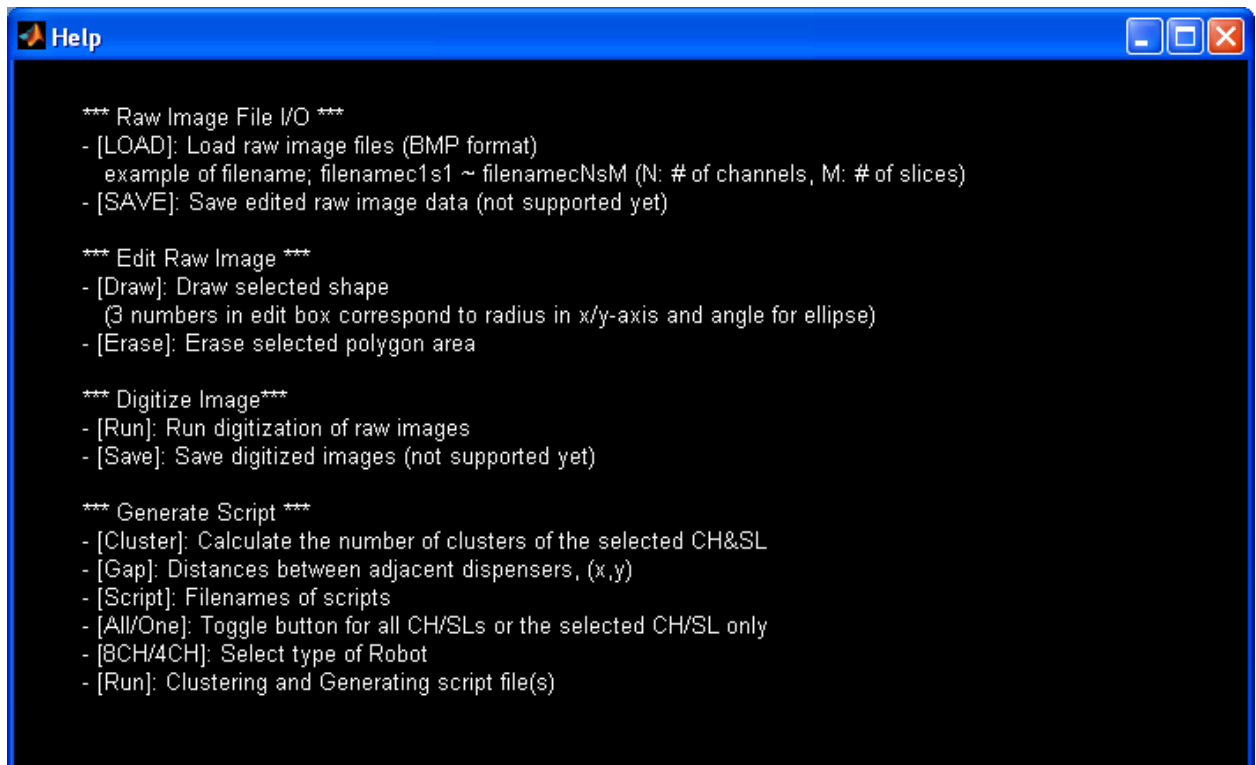 Help
*** Raw Image File I/O ***
- [LOAD]: Load raw image files (BMP format)
example of filename; filenamec1s1 ~ filenamecNsM (N: # of channels, M: # of slices)
- [SAVE]: Save edited raw image data (not supported yet)
*** Edit Raw Image ***
- [Draw]: Draw selected shape
(3 numbers in edit box correspond to radius in x/y-axis and angle for ellipse)
- [Erase]: Erase selected polygon area
*** Digitize Image***
- [Run]: Run digitization of raw images
- [Save]: Save digitized images (not supported yet)
*** Generate Script ***
- [Cluster]: Calculate the number of clusters of the selected CH&SL
- [Gap]: Distances between adjacent dispensers, (x,y)
- [Script]: Filenames of scripts
- [All/One]: Toggle button for all CH/SLs or the selected CH/SL only
- [8CH/4CH]: Select type of Robot
- [Run]: Clustering and Generating script file(s)